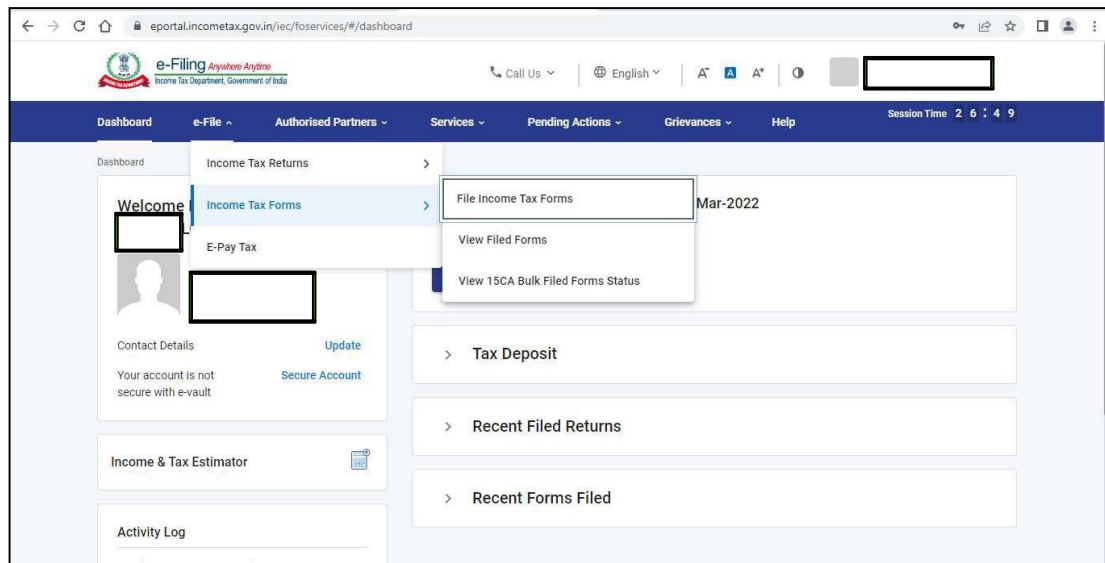 eportal.incometax.gov.in/iec/foservices/#/dashboard
e-Filing Anywhere Anytime
Income Tax Department, Government of India
Call Us
English
A-
A
A+
Dashboard
e-File
Authorised Partners
Services
Pending Actions
Grievances
Help
Session Time 2 6 : 4 9
Dashboard
Income Tax Returns
Income Tax Forms
E-Pay Tax
File Income Tax Forms
View Filed Forms
View 15CA Bulk Filed Forms Status
Welcome
Mar-2022
Contact Details
Update
Your account is not
secure with e-vault
Secure Account
Income & Tax Estimator
Activity Log
Tax Deposit
Recent Filed Returns
Recent Forms Filed